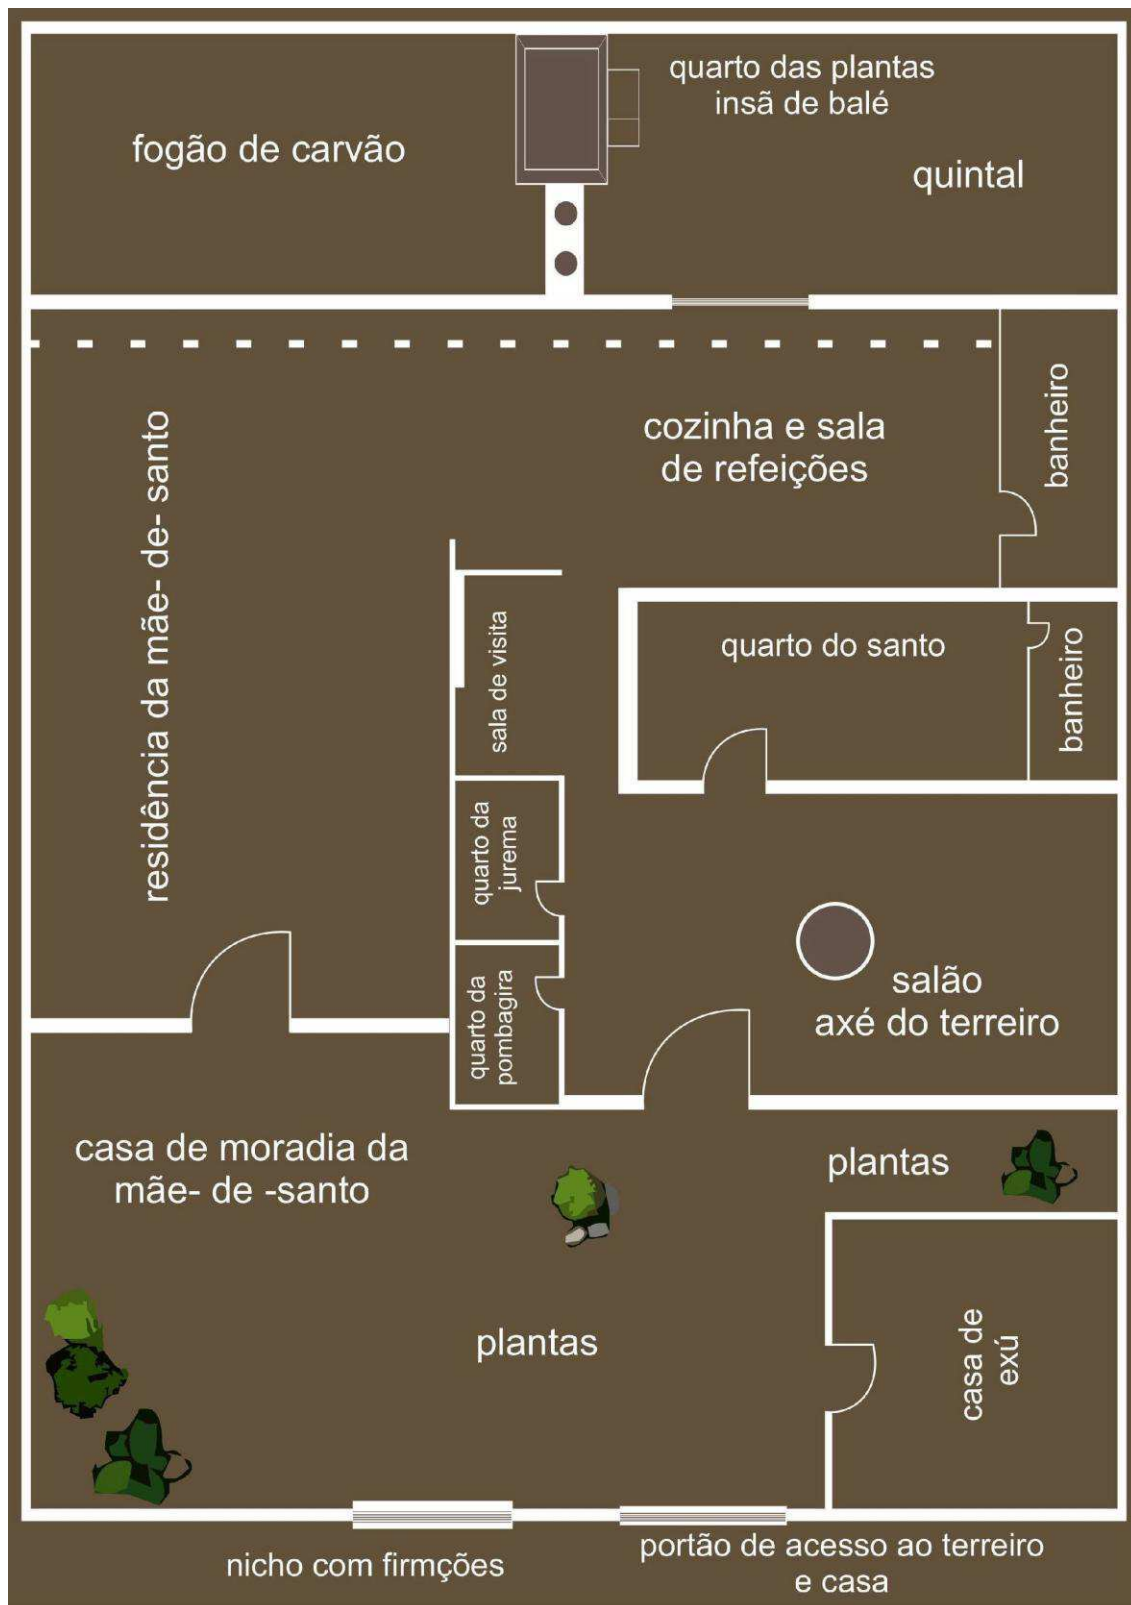 quarto das plantas
insã de balé
fogão de carvão
quintal
cozinha e sala
de refeições
banheiro
residência da mãe- de- santo
sala de visita
quarto do santo
banheiro
quarto da
jurema
quarto da
pombagira
salão
axé do terreiro
casa de moradia da
mãe- de -santo
plantas
plantas
casa de
exú
nicho com firmções
portão de acesso ao terreiro
e casa